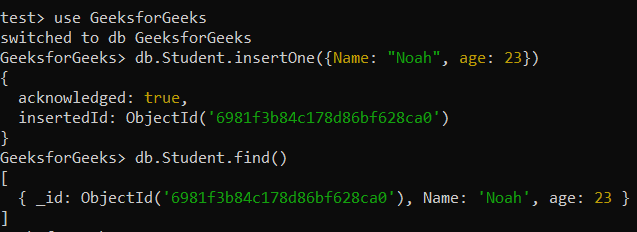 test> use GeeksforGeeks
switched to db GeeksforGeeks
GeeksforGeeks> db.Student.insertOne({Name: "Noah", age: 23})
{
  acknowledged: true,
  insertedId: ObjectId('6981f3b84c178d86bf628ca0')
}
GeeksforGeeks> db.Student.find()
[
  { _id: ObjectId('6981f3b84c178d86bf628ca0'), Name: 'Noah', age: 23 }
]